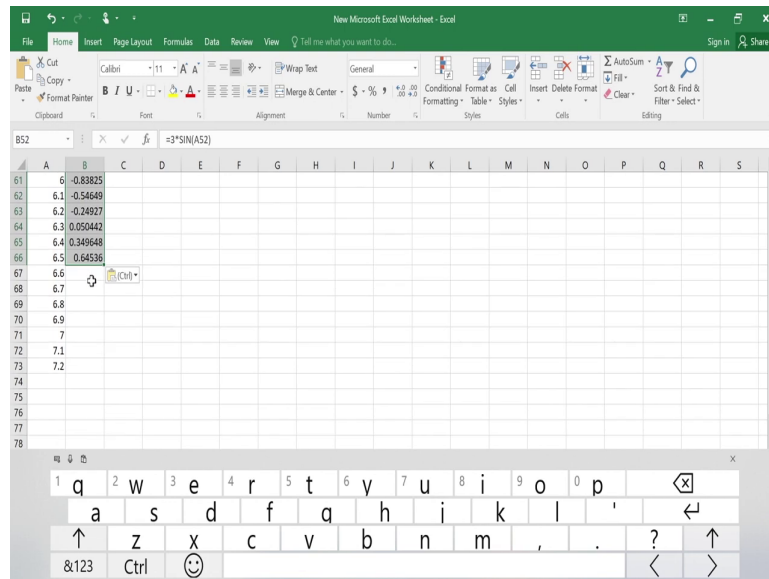 New Microsoft Excel Worksheet - Excel
File Home Insert Page Layout Formulas Data Review View Tell me what you want to do... Sign in Share
Paste Cut Copy Format Painter
Calibri 11 A A Wrap Text General AutoSum
B I U A Merge & Center $ % , .0 .00 .00 .0 Fill Clear
Conditional Formatting Format as Table Cell Styles Insert Delete Format Sort & Filter Find & Select
Clipboard Font Alignment Number Styles Cells Editing
B52 fx =3*SIN(A52)
A B C D E F G H I J K L M N O P Q R S
61 6 -0.83825
62 6.1 -0.54649
63 6.2 -0.24927
64 6.3 0.050442
65 6.4 0.349648
66 6.5 0.64536
67 6.6 (Ctrl)
68 6.7
69 6.8
70 6.9
71 7
72 7.1
73 7.2
74
75
76
77
78
1 q 2 w 3 e 4 r 5 t 6 y 7 u 8 i 9 o 0 p
a s d f g h j k l '
z x c v b n m , . ?
&123 Ctrl